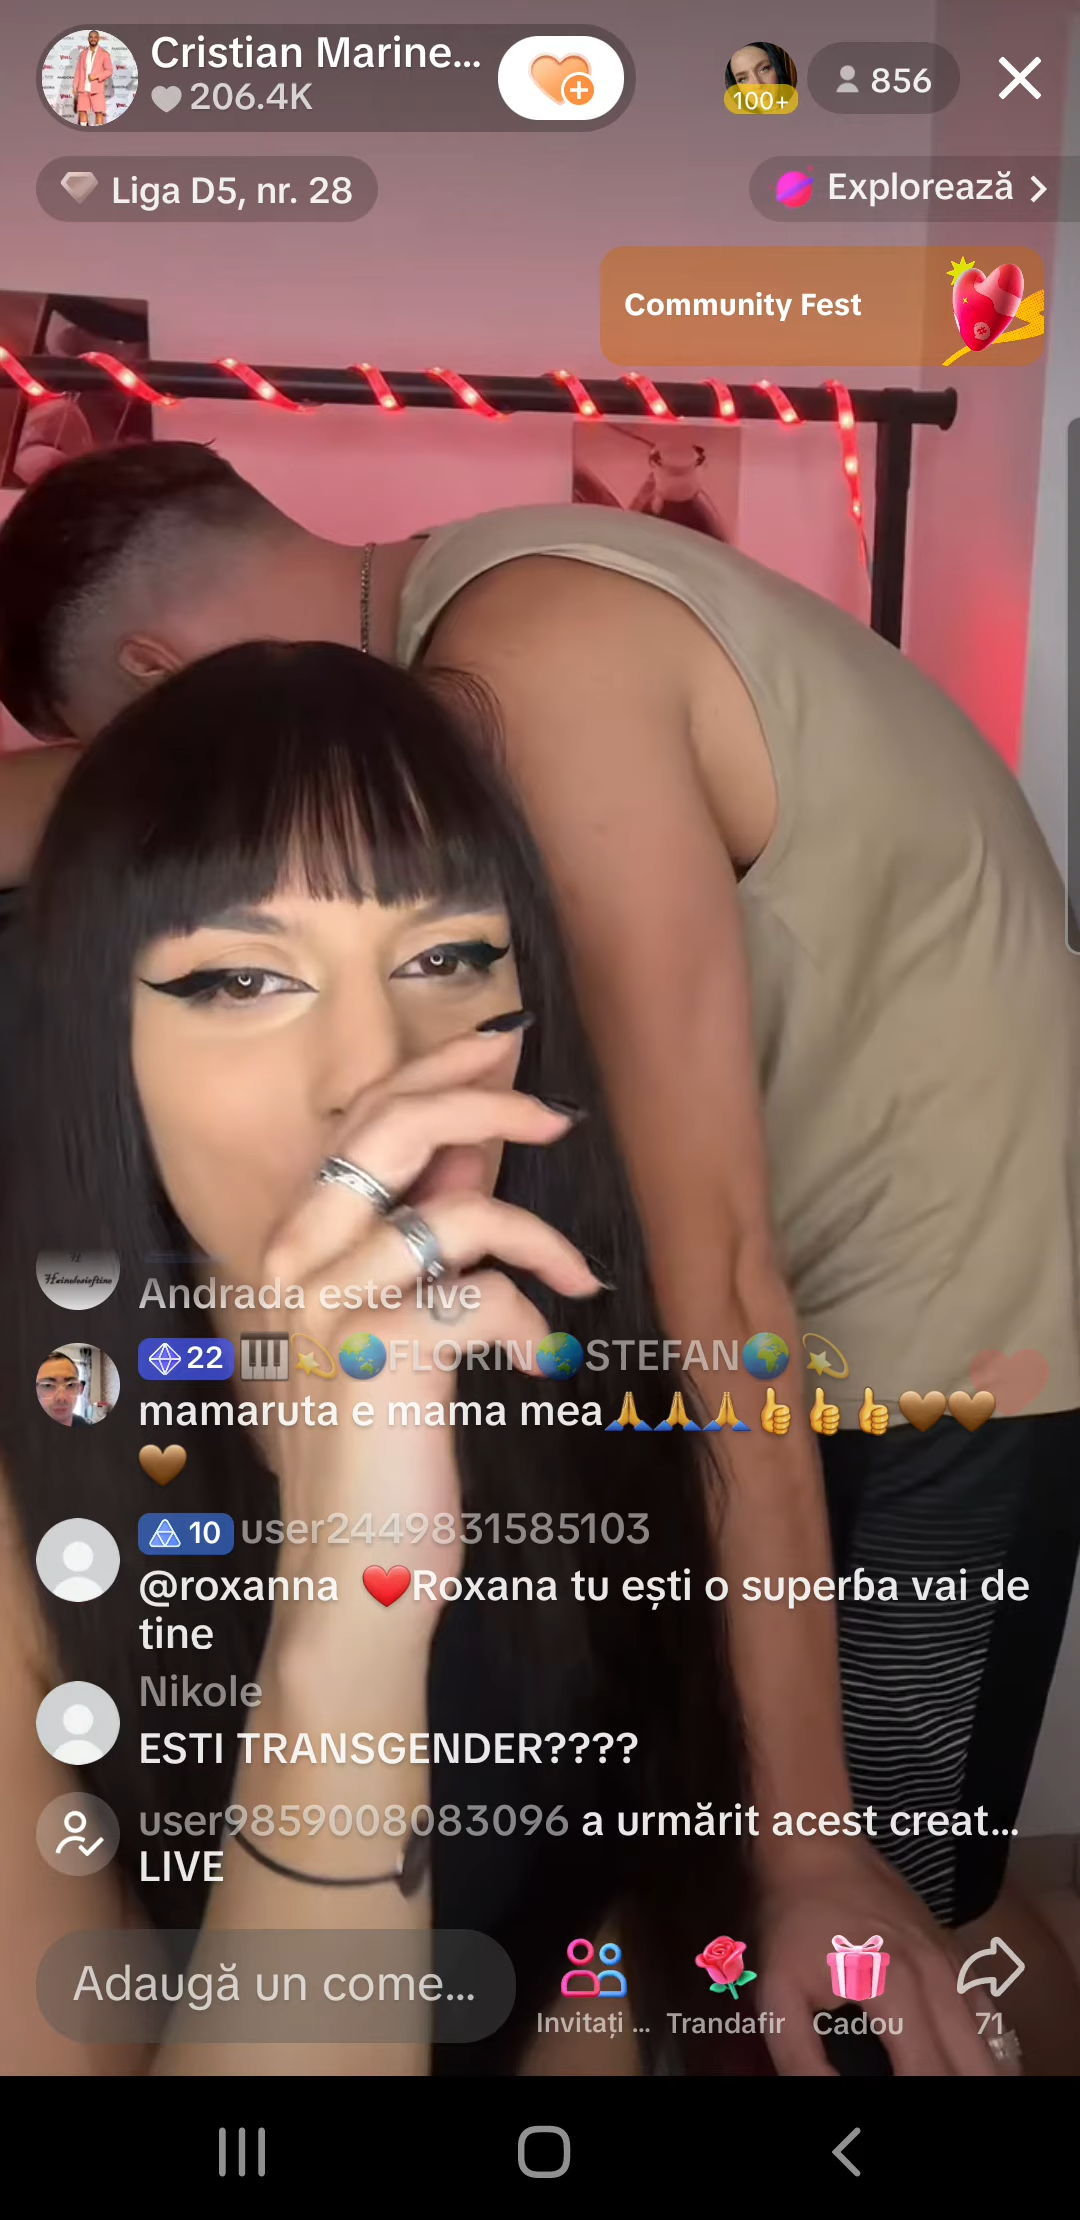 Cristian Marine...
206.4K
100+
856
Liga D5, nr. 28
Explorează
Community Fest
Andrada este live
22 FLORIN STEFAN
mamaruta e mama mea🙏🙏🙏👍👍👍🤎🤎
🤎
10 user2449831585103
@roxanna ❤️Roxana tu ești o superba vai de
tine
Nikole
ESTI TRANSGENDER????
user9859008083096 a urmărit acest creat...
LIVE
Adaugă un come...
Invitați ...
Trandafir
Cadou
71